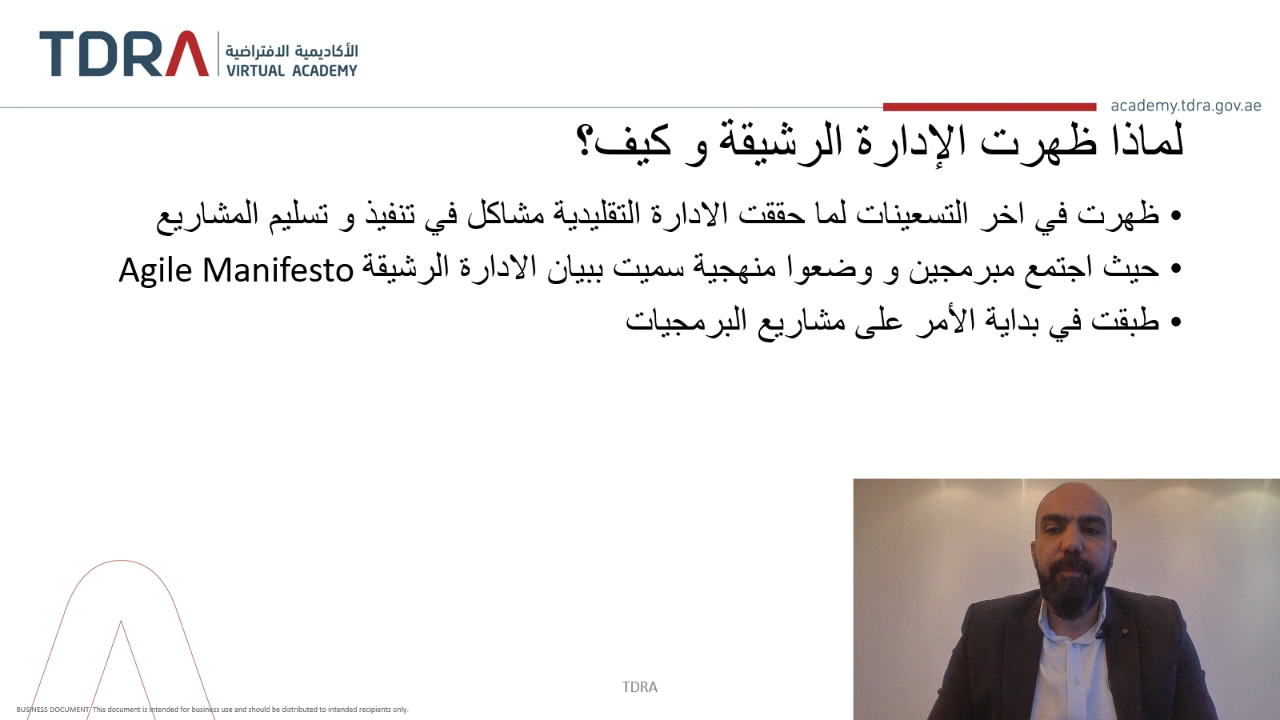 TDRA
الأكاديمية الافتراضية
VIRTUAL ACADEMY
academy.tdra.gov.ae
لماذا ظهرت الإدارة الرشيقة و كيف؟
• ظهرت في اخر التسعينات لما حققت الادارة التقليدية مشاكل في تنفيذ و تسليم المشاريع
• حيث اجتمع مبرمجين و وضعوا منهجية سميت ببيان الادارة الرشيقة Agile Manifesto
• طبقت في بداية الأمر على مشاريع البرمجيات
TDRA
BUSINESS DOCUMENT This document is intended for business use and should be distributed to intended recipients only.